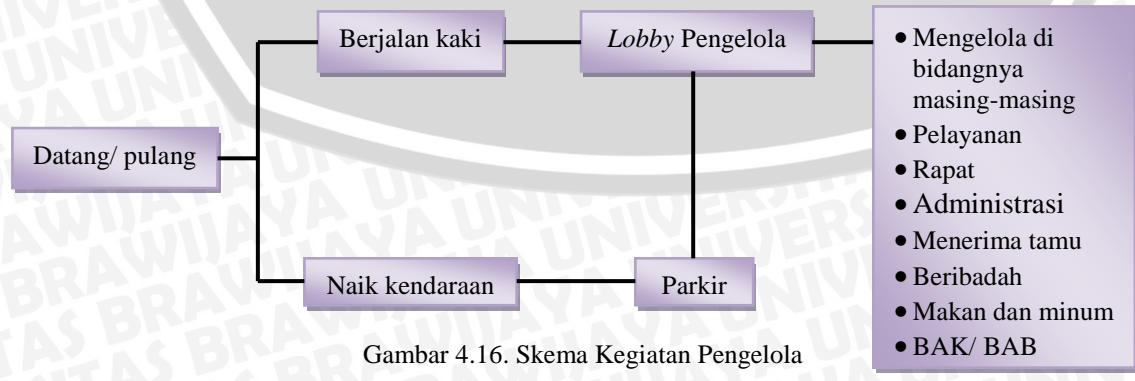 Berjalan kaki
Lobby Pengelola
Datang/ pulang
Naik kendaraan
Parkir
• Mengelola di
bidangnya
masing-masing
• Pelayanan
• Rapat
• Administrasi
• Menerima tamu
• Beribadah
• Makan dan minum
• BAK/ BAB
Gambar 4.16. Skema Kegiatan Pengelola